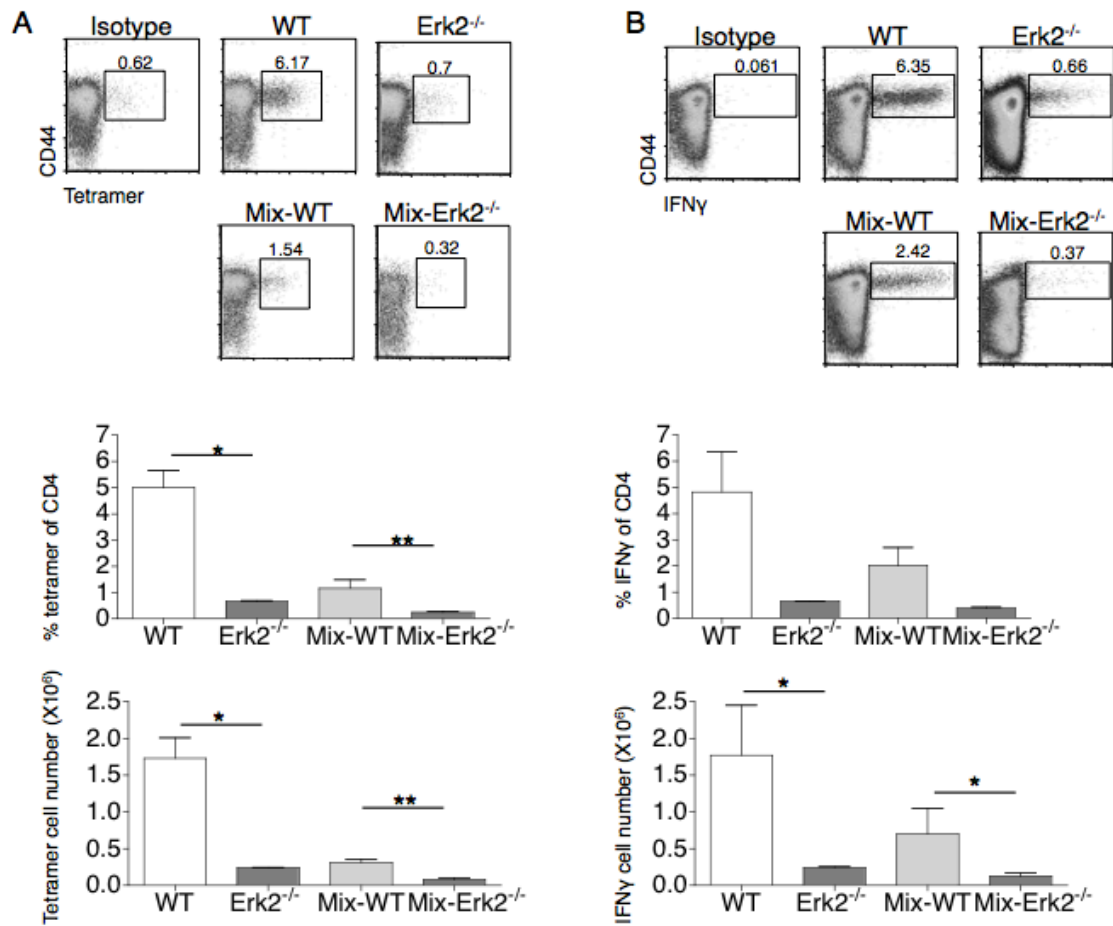 A
Isotype WT Erk2-/-
0.62 6.17 0.7
CD44
Tetramer
Mix-WT Mix-Erk2-/-
1.54 0.32
7
6
5
4
3
2
1
0
% tetramer of CD4
* **
WT Erk2-/- Mix-WT Mix-Erk2-/-
2.5
2.0
1.5
1.0
0.5
0.0
Tetramer cell number (X10⁶)
* **
WT Erk2-/- Mix-WT Mix-Erk2-/-
B
Isotype WT Erk2-/-
0.061 6.35 0.66
CD44
IFNγ
Mix-WT Mix-Erk2-/-
2.42 0.37
7
6
5
4
3
2
1
0
% IFNγ of CD4
WT Erk2-/- Mix-WT Mix-Erk2-/-
2.5
2.0
1.5
1.0
0.5
0.0
IFNγ cell number (X10⁶)
* *
WT Erk2-/- Mix-WT Mix-Erk2-/-